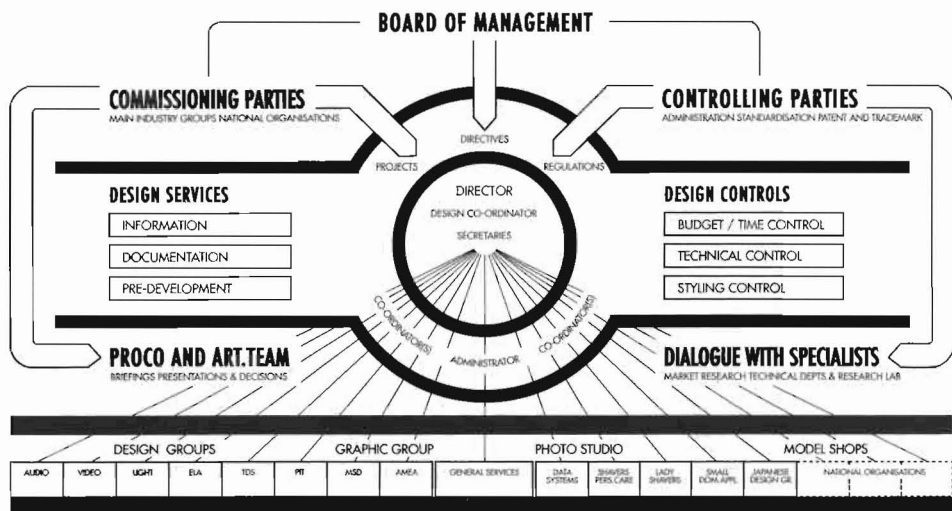 BOARD OF MANAGEMENT
COMMISSIONING PARTIES
MAIN INDUSTRY GROUPS NATIONAL ORGANISATIONS
CONTROLLING PARTIES
ADMINISTRATION STANDARDISATION PATENT AND TRADEMARK
DIRECTIVES
PROJECTS
REGULATIONS
DESIGN SERVICES
INFORMATION
DOCUMENTATION
PRE-DEVELOPMENT
DIRECTOR
DESIGN CO-ORDINATOR
SECRETARIES
DESIGN CONTROLS
BUDGET / TIME CONTROL
TECHNICAL CONTROL
STYLING CONTROL
CO-ORDINATOR(S)
ADMINISTRATOR
CO-ORDINATOR(S)
PROCO AND ART.TEAM
BRIEFINGS PRESENTATIONS & DECISIONS
DIALOGUE WITH SPECIALISTS
MARKET RESEARCH TECHNICAL DEPTS & RESEARCH LAB
DESIGN GROUPS
GRAPHIC GROUP
PHOTO STUDIO
MODEL SHOPS
AUDIO
VIDEO
LIGHT
ELA
TDS
PIT
MSD
AMEA
GENERAL SERVICES
DATA
SYSTEMS
SHAVERS
PERS.CARE
LADY
SHAVERS
SMALL
DOM.APPL.
JAPANESE
DESIGN GR.
NATIONAL ORGANISATIONS